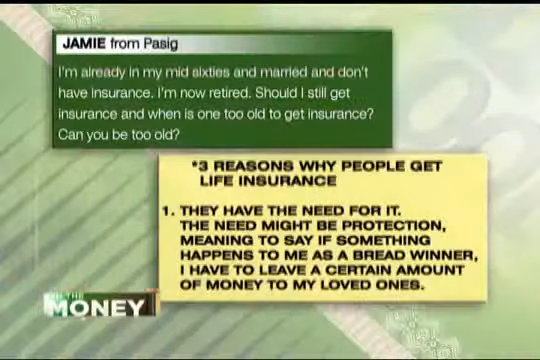 JAMIE from Pasig
I'm already in my mid sixties and married and don't
have insurance. I'm now retired. Should I still get
insurance and when is one too old to get insurance?
Can you be too old?
*3 REASONS WHY PEOPLE GET
LIFE INSURANCE
1. THEY HAVE THE NEED FOR IT.
THE NEED MIGHT BE PROTECTION,
MEANING TO SAY IF SOMETHING
HAPPENS TO ME AS A BREAD WINNER,
I HAVE TO LEAVE A CERTAIN AMOUNT
OF MONEY TO MY LOVED ONES.
MONEY